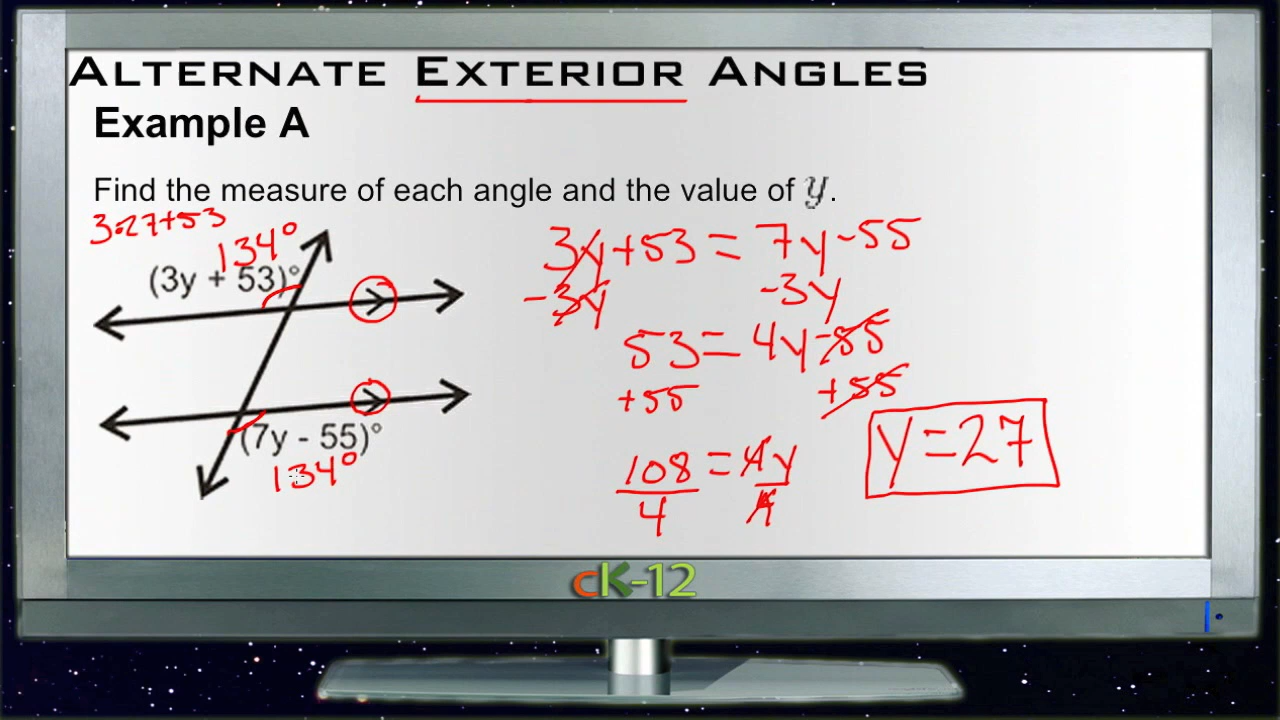 ALTERNATE EXTERIOR ANGLES
Example A
Find the measure of each angle and the value of y.
3·27+53
134°
(3y + 53)°
(7y - 55)°
134°
3y+53=7y-55
-3y -3y
53=4y-55
+55 +55
108=4y
4 4
y=27
cK-12